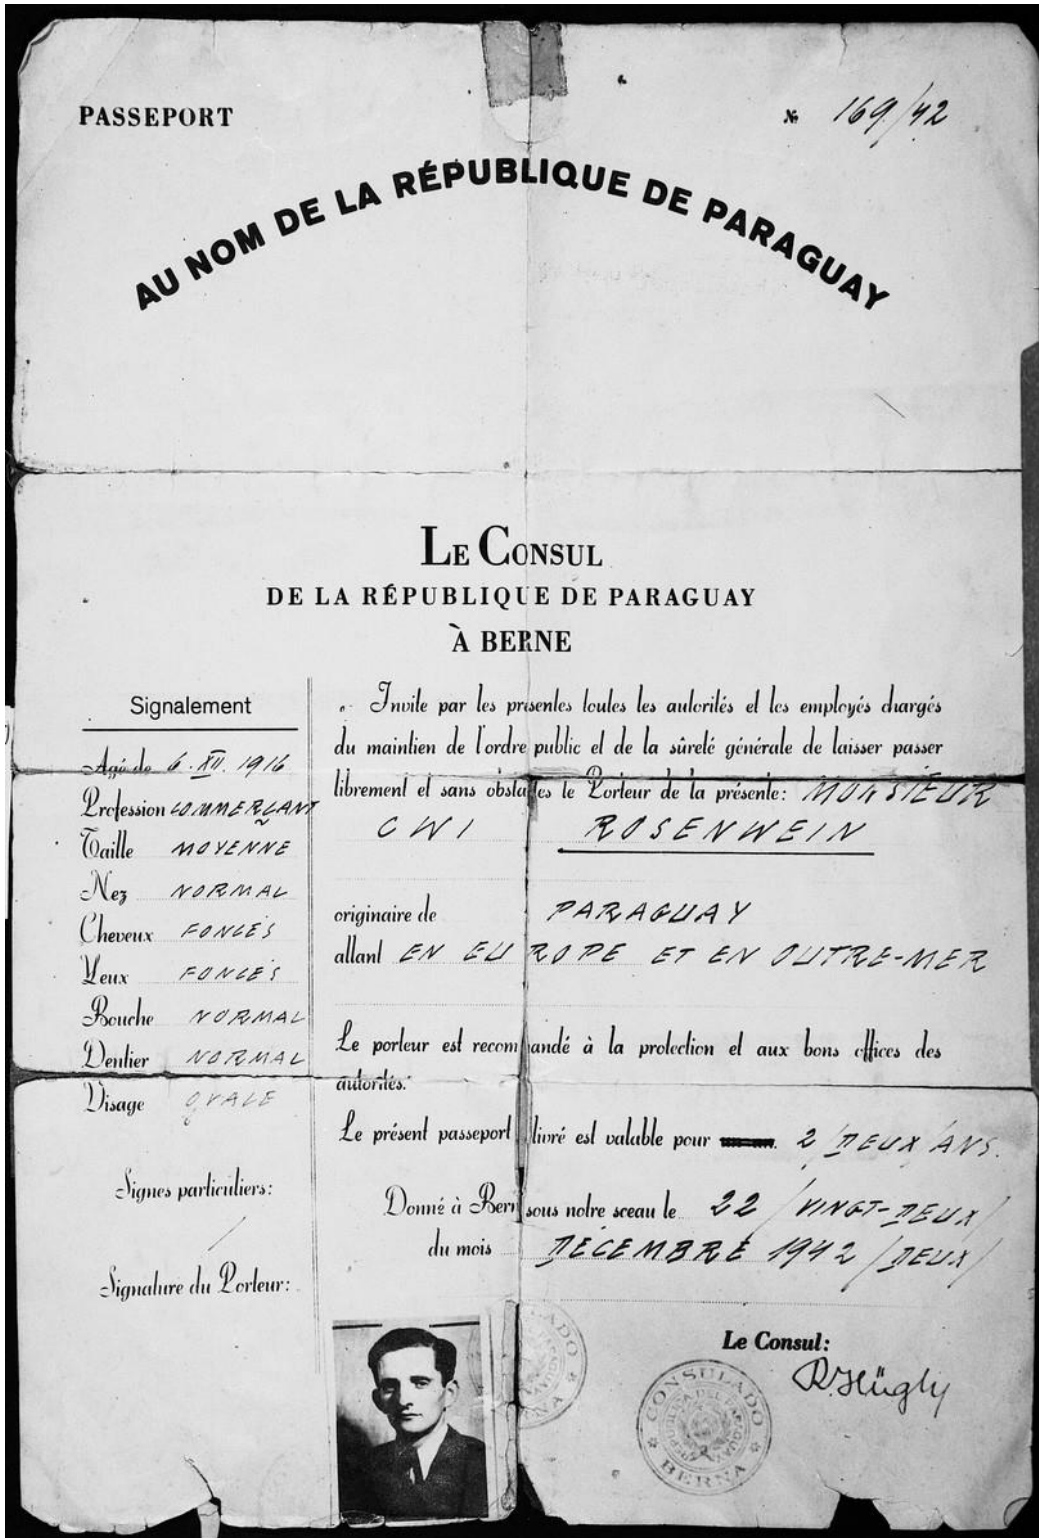 PASSEPORT
№ 169/42
AU NOM DE LA RÉPUBLIQUE DE PARAGUAY
LE CONSUL
DE LA RÉPUBLIQUE DE PARAGUAY
À BERNE
Signalement
Agé de 6. XII. 1916
Profession COMMERÇANT
Taille MOYENNE
Nez NORMAL
Cheveux FONCÉS
Yeux FONCÉS
Bouche NORMAL
Dentier NORMAL
Visage OVALE
Signes particuliers:
/
Signature du Porteur:
Invite par les présentes toutes les autorités et les employés chargés
du maintien de l'ordre public et de la sûreté générale de laisser passer
librement et sans obstacles le Porteur de la présente: MONSIEUR
CWI ROSENWEIN
originaire de PARAGUAY
allant EN EUROPE ET EN OUTRE-MER
Le porteur est recommandé à la protection et aux bons offices des
autorités.
Le présent passeport livré est valable pour 2 /DEUX/ ANS.
Donné à Berne sous notre sceau le 22 /VINGT-DEUX/
du mois DÉCEMBRE 1942 /DEUX/
Le Consul:
R. Hügly
CONSULADO
REPUBLICA DEL PARAGUAY
BERNA